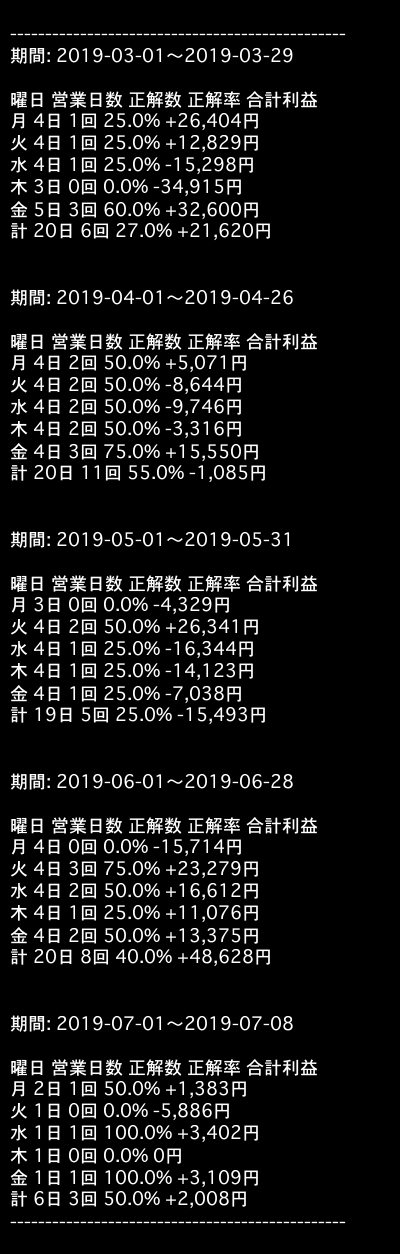 ------------------------------------------------
期間: 2019-03-01〜2019-03-29
曜日 営業日数 正解数 正解率 合計利益
月 4日 1回 25.0% +26,404円
火 4日 1回 25.0% +12,829円
水 4日 1回 25.0% -15,298円
木 3日 0回 0.0% -34,915円
金 5日 3回 60.0% +32,600円
計 20日 6回 27.0% +21,620円
期間: 2019-04-01〜2019-04-26
曜日 営業日数 正解数 正解率 合計利益
月 4日 2回 50.0% +5,071円
火 4日 2回 50.0% -8,644円
水 4日 2回 50.0% -9,746円
木 4日 2回 50.0% -3,316円
金 4日 3回 75.0% +15,550円
計 20日 11回 55.0% -1,085円
期間: 2019-05-01〜2019-05-31
曜日 営業日数 正解数 正解率 合計利益
月 3日 0回 0.0% -4,329円
火 4日 2回 50.0% +26,341円
水 4日 1回 25.0% -16,344円
木 4日 1回 25.0% -14,123円
金 4日 1回 25.0% -7,038円
計 19日 5回 25.0% -15,493円
期間: 2019-06-01〜2019-06-28
曜日 営業日数 正解数 正解率 合計利益
月 4日 0回 0.0% -15,714円
火 4日 3回 75.0% +23,279円
水 4日 2回 50.0% +16,612円
木 4日 1回 25.0% +11,076円
金 4日 2回 50.0% +13,375円
計 20日 8回 40.0% +48,628円
期間: 2019-07-01〜2019-07-08
曜日 営業日数 正解数 正解率 合計利益
月 2日 1回 50.0% +1,383円
火 1日 0回 0.0% -5,886円
水 1日 1回 100.0% +3,402円
木 1日 0回 0.0% 0円
金 1日 1回 100.0% +3,109円
計 6日 3回 50.0% +2,008円
------------------------------------------------